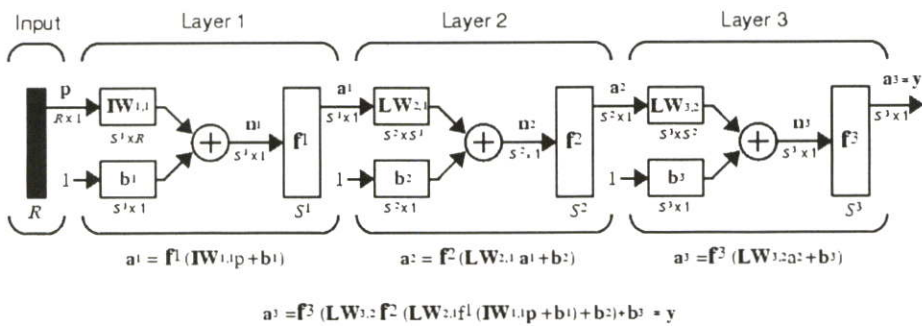 Input Layer 1 Layer 2 Layer 3
p a¹ a² a³ = y
IW1,1 LW2,1 LW3,2
R x 1 S¹ x 1 S² x 1 S³ x 1
S¹ x R n¹ S² x S¹ n² S³ x S² n³
+ f¹ + f² + f³
S¹ x 1 S² x 1 S³ x 1
1 b¹ 1 b² 1 b³
S¹ x 1 S² x 1 S³ x 1
R S¹ S² S³
a¹ = f¹ (IW1,1p + b¹) a² = f² (LW2,1 a¹ + b²) a³ = f³ (LW3,2a² + b³)
a³ = f³ (LW3,2 f² (LW2,1f¹ (IW1,1p + b¹) + b²) + b³ = y